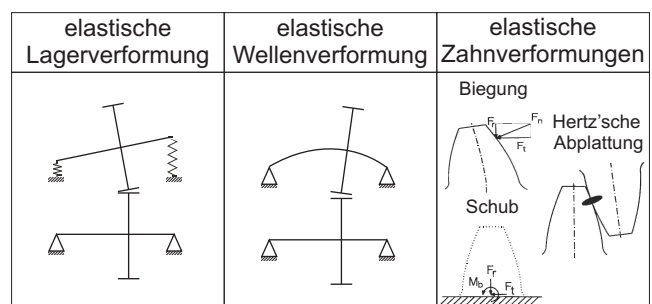 elastische
Lagerverformung
elastische
Wellenverformung
elastische
Zahnverformungen
Biegung
Fr
Fn
Ft
Hertz'sche
Abplattung
Schub
Fr
Mb
Ft